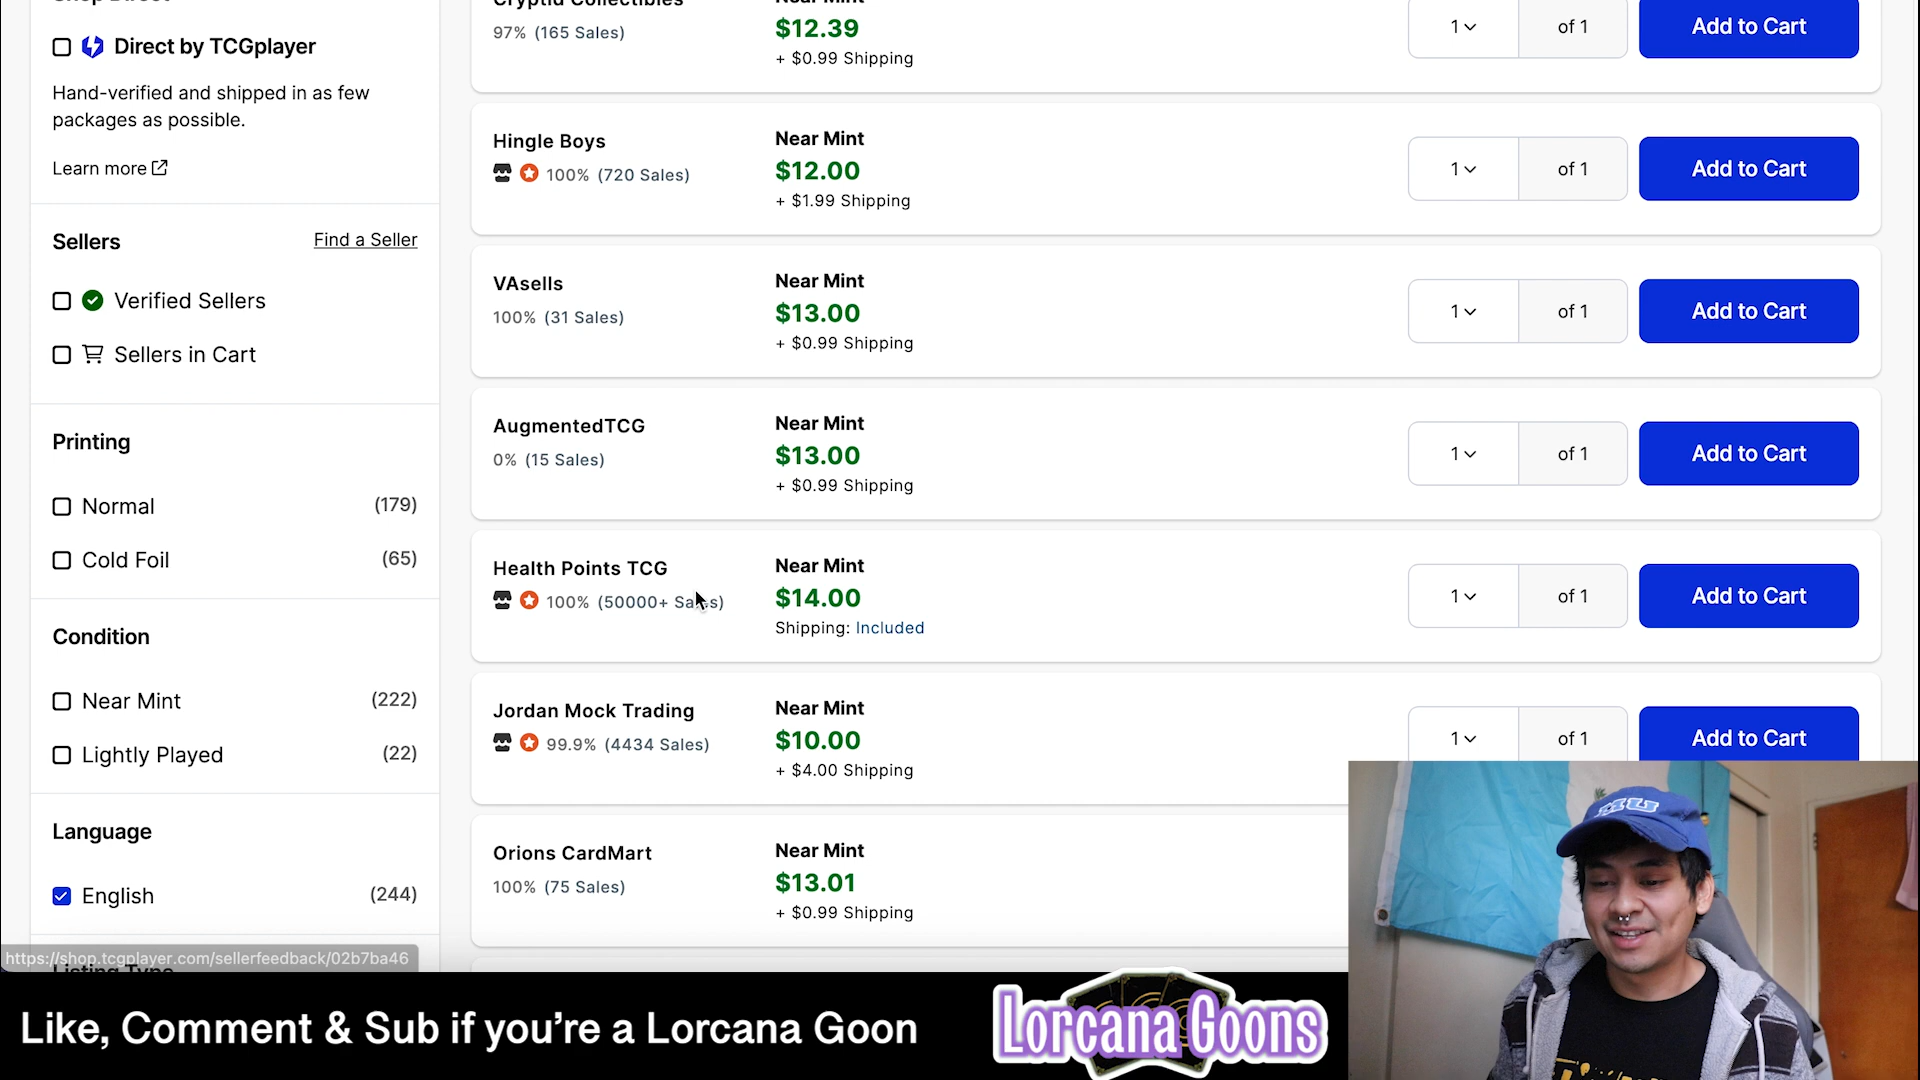 Direct by TCGplayer
Hand-verified and shipped in as few
packages as possible.
Learn more
Sellers
Find a Seller
Verified Sellers
Sellers in Cart
Printing
Normal (179)
Cold Foil (65)
Condition
Near Mint (222)
Lightly Played (22)
Language
English (244)
https://shop.tcgplayer.com/sellerfeedback/02b7ba46
Cryptid Collectibles
97% (165 Sales)
Near Mint
$12.39
+ $0.99 Shipping
1
of 1
Add to Cart
Hingle Boys
100% (720 Sales)
Near Mint
$12.00
+ $1.99 Shipping
1
of 1
Add to Cart
VAsells
100% (31 Sales)
Near Mint
$13.00
+ $0.99 Shipping
1
of 1
Add to Cart
AugmentedTCG
0% (15 Sales)
Near Mint
$13.00
+ $0.99 Shipping
1
of 1
Add to Cart
Health Points TCG
100% (50000+ Sales)
Near Mint
$14.00
Shipping: Included
1
of 1
Add to Cart
Jordan Mock Trading
99.9% (4434 Sales)
Near Mint
$10.00
+ $4.00 Shipping
1
of 1
Add to Cart
Orions CardMart
100% (75 Sales)
Near Mint
$13.01
+ $0.99 Shipping
MU
Like, Comment & Sub if you’re a Lorcana Goon
Lorcana Goons